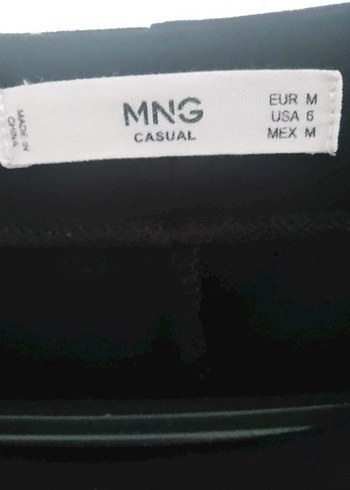 MADE IN
CHINA
MNG
CASUAL
EUR M
USA 6
MEX M